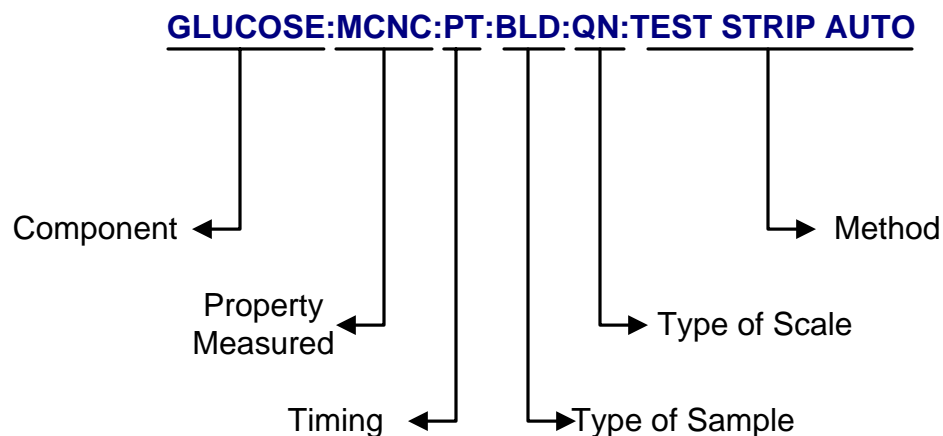 GLUCOSE:MCNC:PT:BLD:QN:TEST STRIP AUTO
Component
Method
Property
Measured
Type of Scale
Timing
Type of Sample